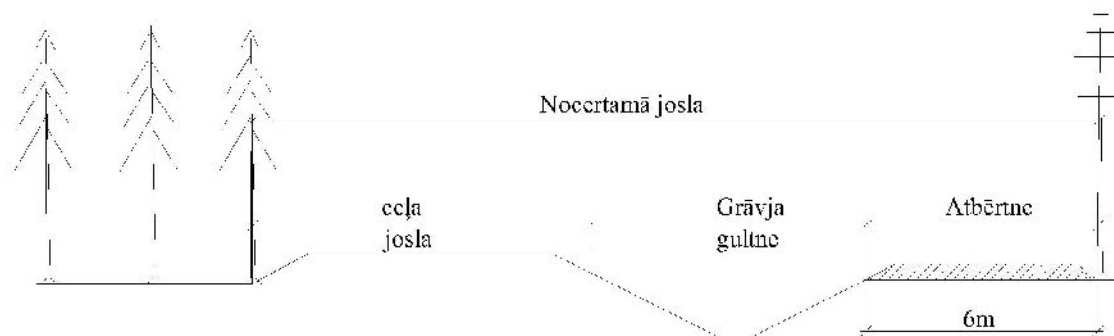 Nocertamā josla
ceļa
josla
Grāvja
gultne
Atbērtne
6m